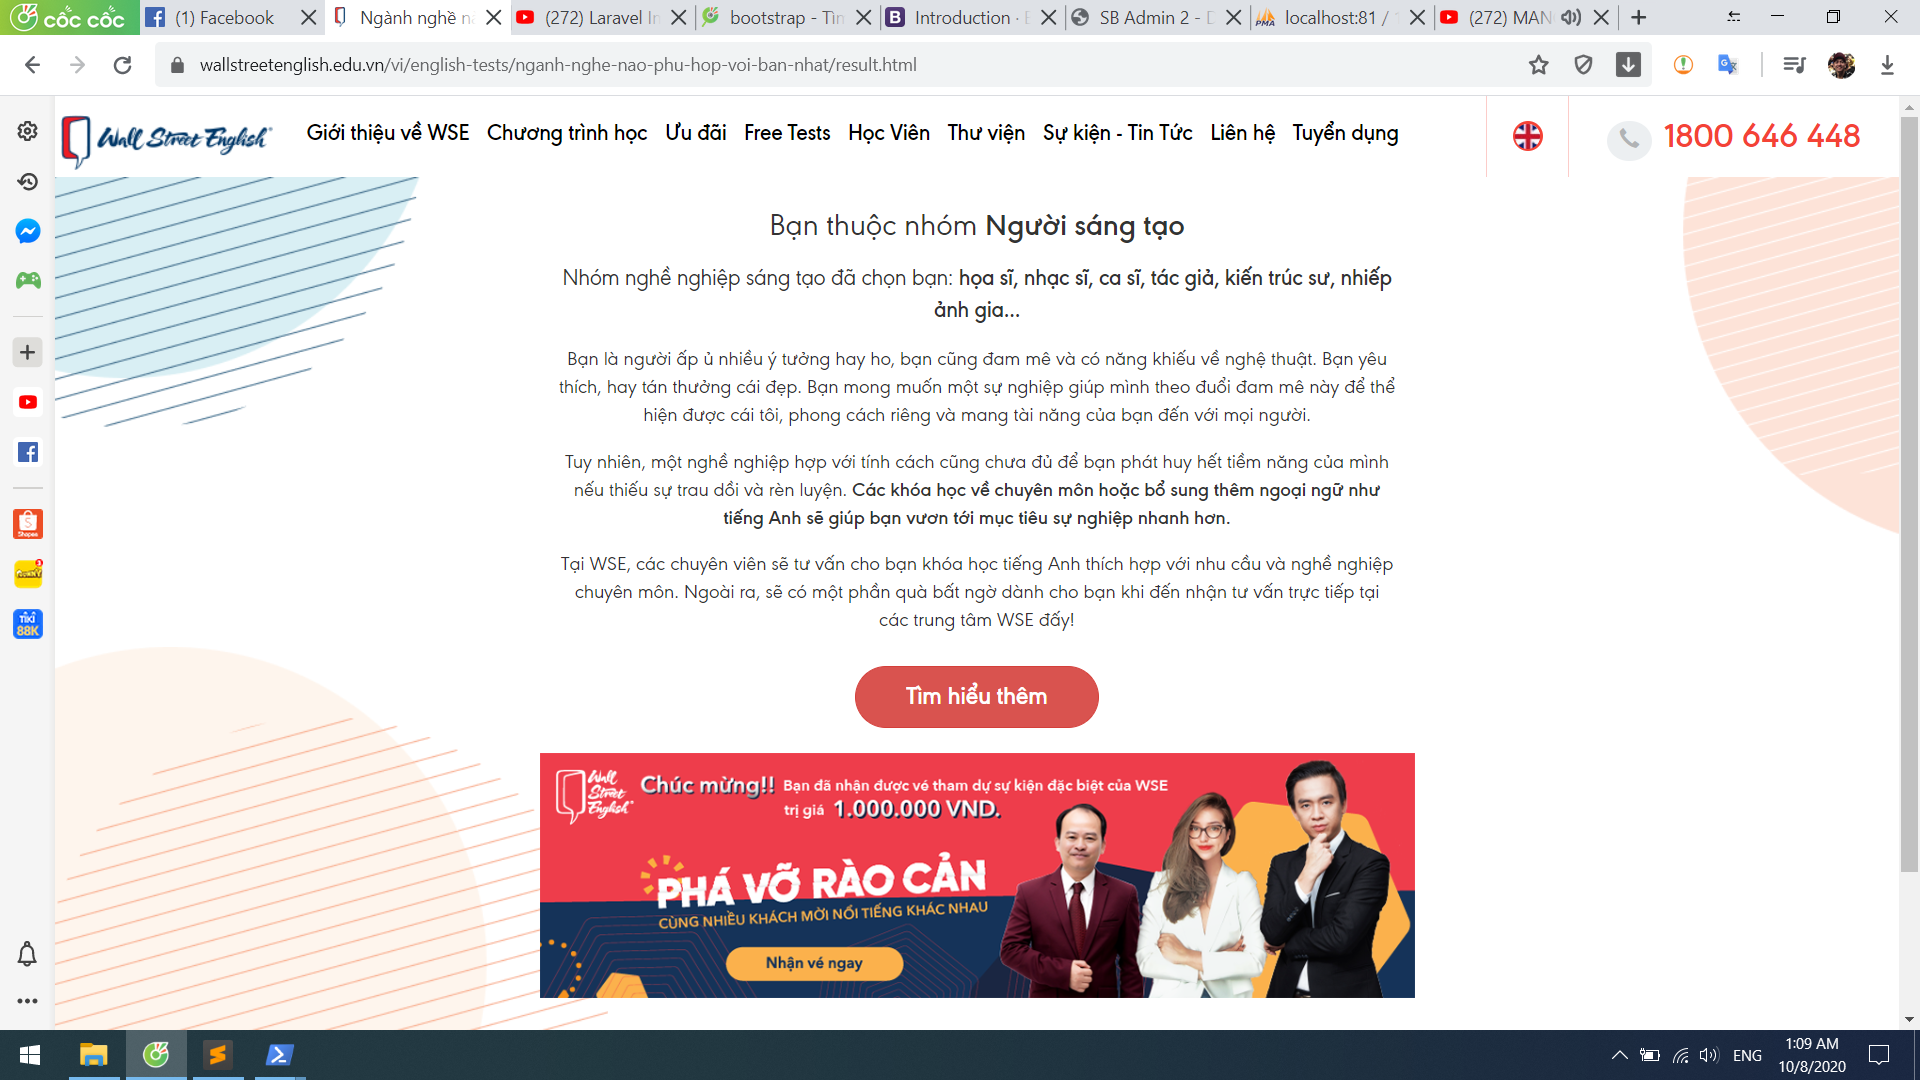 cốc cốc
(1) Facebook
Ngành nghề n
(272) Laravel In
bootstrap - Tìm
Introduction · B
SB Admin 2 - D
localhost:81 / 1
(272) MAN
wallstreetenglish.edu.vn/vi/english-tests/nganh-nghe-nao-phu-hop-voi-ban-nhat/result.html
Wall Street English
Giới thiệu về WSE
Chương trình học
Ưu đãi
Free Tests
Học Viên
Thư viện
Sự kiện - Tin Tức
Liên hệ
Tuyển dụng
1800 646 448
Bạn thuộc nhóm Người sáng tạo
Nhóm nghề nghiệp sáng tạo đã chọn bạn: họa sĩ, nhạc sĩ, ca sĩ, tác giả, kiến trúc sư, nhiếp
ảnh gia...
Bạn là người ấp ủ nhiều ý tưởng hay ho, bạn cũng đam mê và có năng khiếu về nghệ thuật. Bạn yêu
thích, hay tán thưởng cái đẹp. Bạn mong muốn một sự nghiệp giúp mình theo đuổi đam mê này để thể
hiện được cái tôi, phong cách riêng và mang tài năng của bạn đến với mọi người.
Tuy nhiên, một nghề nghiệp hợp với tính cách cũng chưa đủ để bạn phát huy hết tiềm năng của mình
nếu thiếu sự trau dồi và rèn luyện. Các khóa học về chuyên môn hoặc bổ sung thêm ngoại ngữ như
tiếng Anh sẽ giúp bạn vươn tới mục tiêu sự nghiệp nhanh hơn.
Tại WSE, các chuyên viên sẽ tư vấn cho bạn khóa học tiếng Anh thích hợp với nhu cầu và nghề nghiệp
chuyên môn. Ngoài ra, sẽ có một phần quà bất ngờ dành cho bạn khi đến nhận tư vấn trực tiếp tại
các trung tâm WSE đấy!
Tìm hiểu thêm
Wall
Street
English
Chúc mừng!! Bạn đã nhận được vé tham dự sự kiện đặc biệt của WSE
trị giá 1.000.000 VND.
PHÁ VỠ RÀO CẢN
CÙNG NHIỀU KHÁCH MỜI NỔI TIẾNG KHÁC NHAU
Nhận vé ngay
Shopee
TIKI
88K
ENG
1:09 AM
10/8/2020